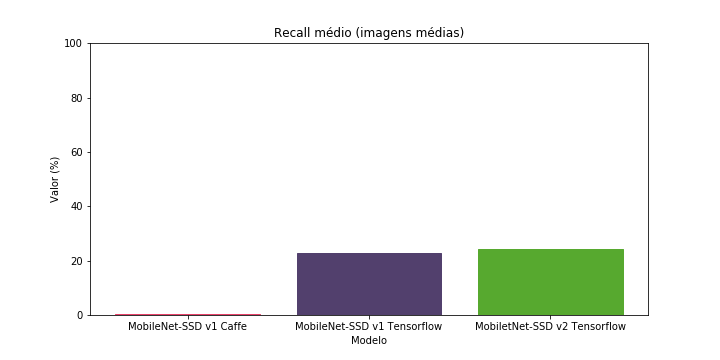 Recall médio (imagens médias)
100
80
60
40
20
0
Valor (%)
MobileNet-SSD v1 Caffe
MobileNet-SSD v1 Tensorflow
MobiletNet-SSD v2 Tensorflow
Modelo